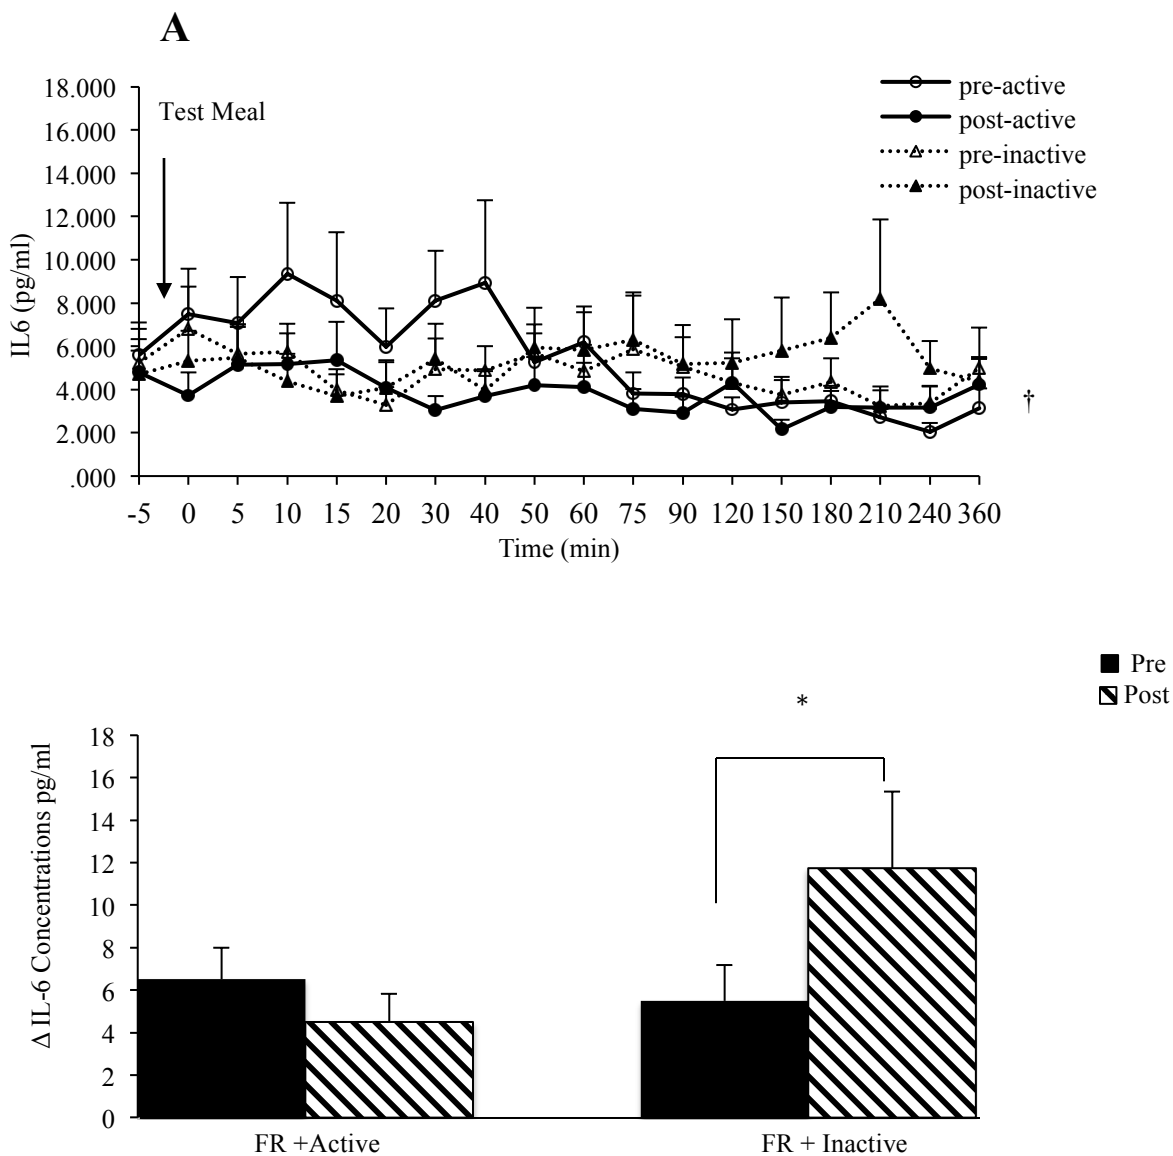 A
18.000
16.000
14.000
12.000
10.000
8.000
6.000
4.000
2.000
.000
IL6 (pg/ml)
Test Meal
pre-active
post-active
pre-inactive
post-inactive
†
-5 0 5 10 15 20 30 40 50 60 75 90 120 150 180 210 240 360
Time (min)
Pre
Post
*
18
16
14
12
10
8
6
4
2
0
Δ IL-6 Concentrations pg/ml
FR +Active
FR + Inactive